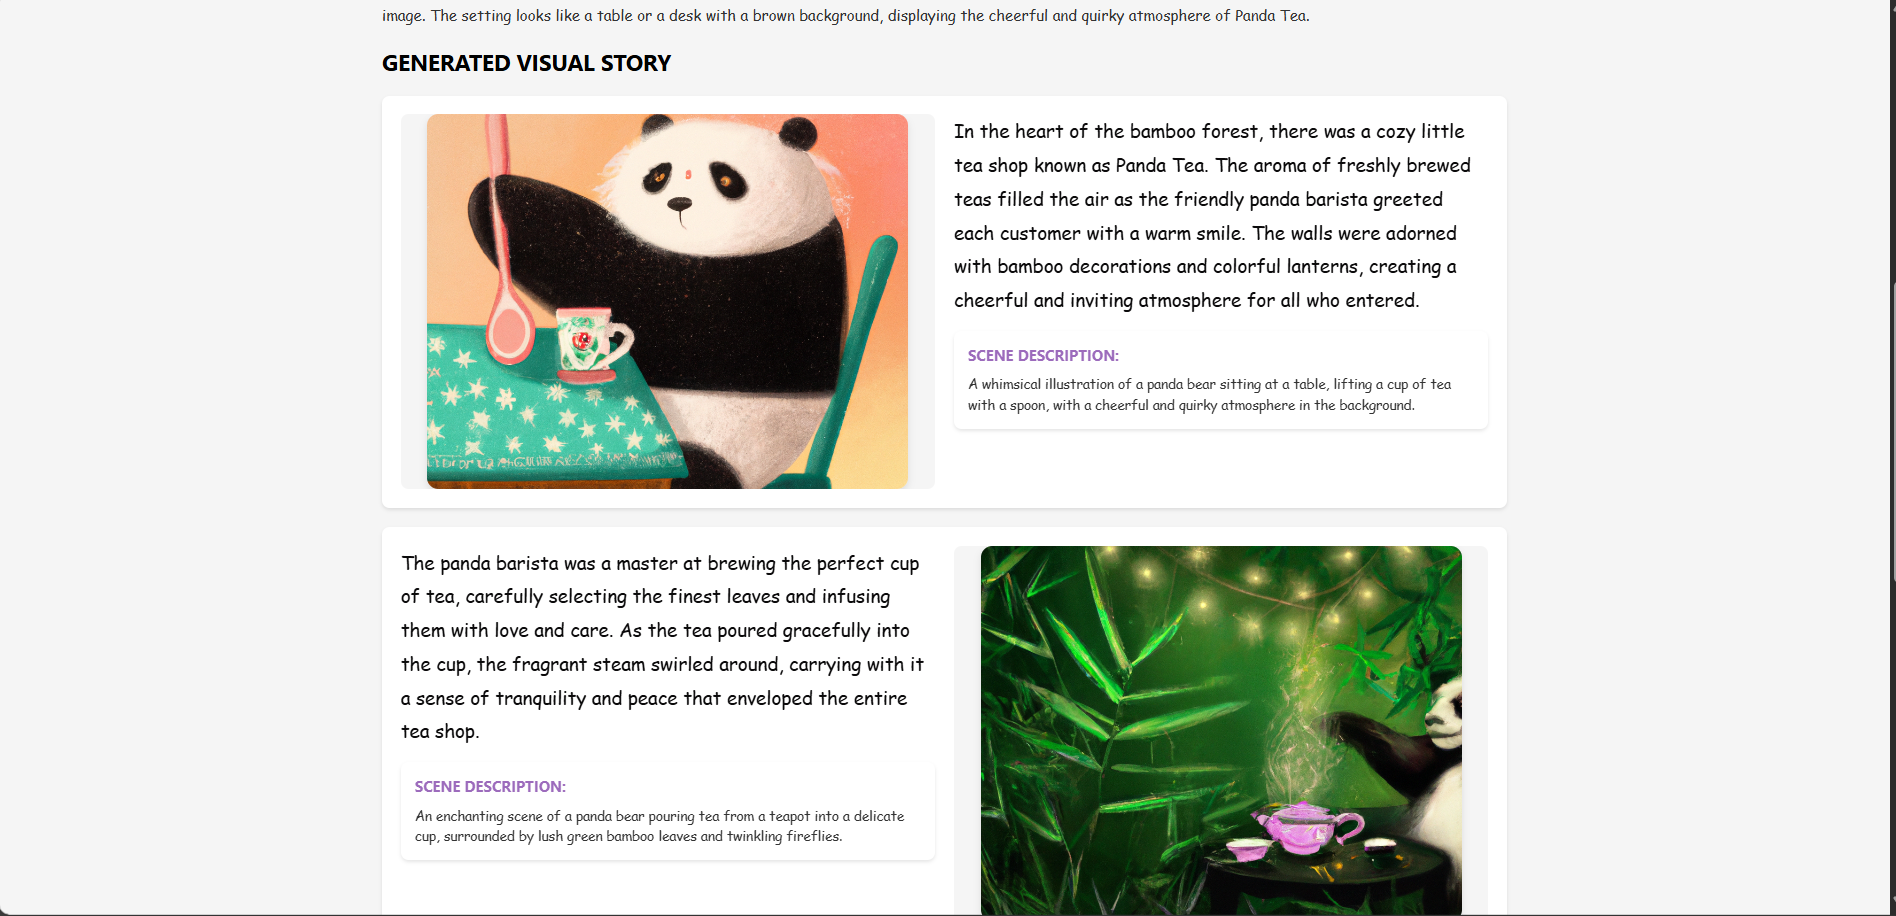 image. The setting looks like a table or a desk with a brown background, displaying the cheerful and quirky atmosphere of Panda Tea.
GENERATED VISUAL STORY
In the heart of the bamboo forest, there was a cozy little
tea shop known as Panda Tea. The aroma of freshly brewed
teas filled the air as the friendly panda barista greeted
each customer with a warm smile. The walls were adorned
with bamboo decorations and colorful lanterns, creating a
cheerful and inviting atmosphere for all who entered.
SCENE DESCRIPTION:
A whimsical illustration of a panda bear sitting at a table, lifting a cup of tea
with a spoon, with a cheerful and quirky atmosphere in the background.
The panda barista was a master at brewing the perfect cup
of tea, carefully selecting the finest leaves and infusing
them with love and care. As the tea poured gracefully into
the cup, the fragrant steam swirled around, carrying with it
a sense of tranquility and peace that enveloped the entire
tea shop.
SCENE DESCRIPTION:
An enchanting scene of a panda bear pouring tea from a teapot into a delicate
cup, surrounded by lush green bamboo leaves and twinkling fireflies.